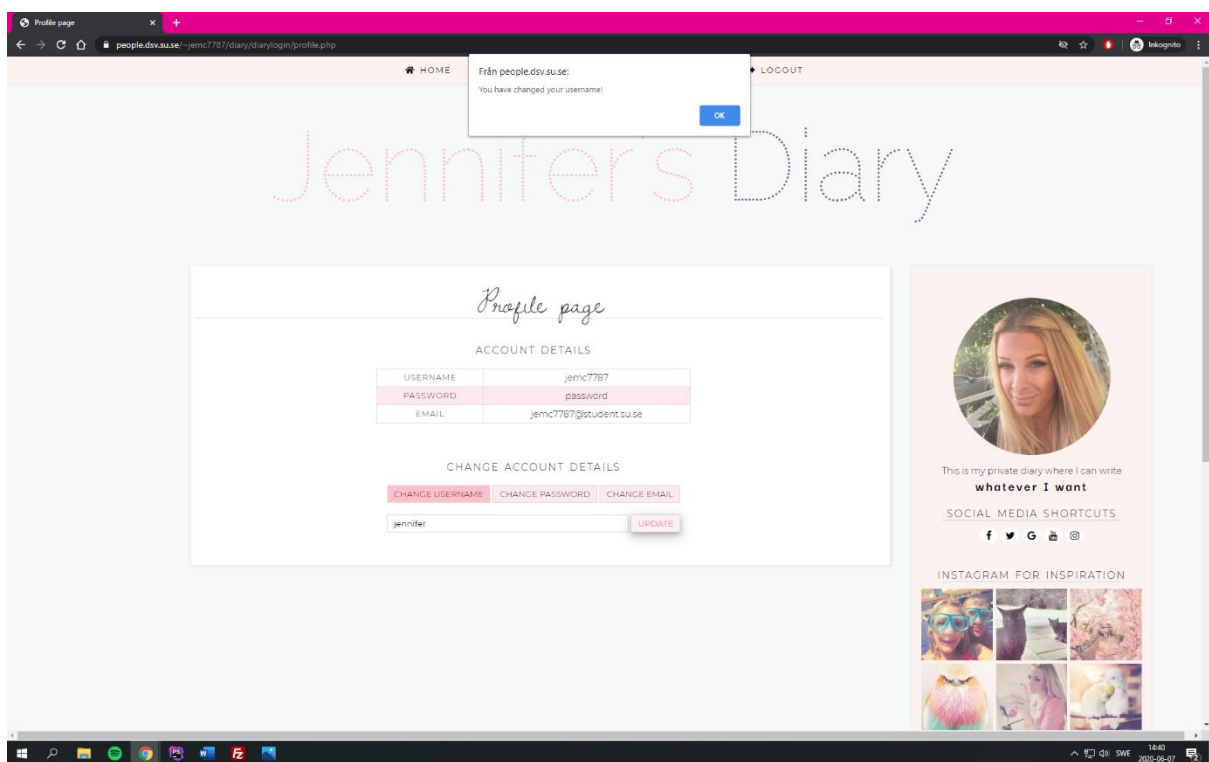 Profile page
people.dsv.su.se/~jemc7787/diary/diarylogin/profile.php
Inkognito
HOME
LOGOUT
Från people.dsv.su.se:
You have changed your username!
OK
Jennifer's Diary
Profile page
ACCOUNT DETAILS
USERNAME jemc7787
PASSWORD password
EMAIL jemc7787@student.su.se
CHANGE ACCOUNT DETAILS
CHANGE USERNAME CHANGE PASSWORD CHANGE EMAIL
jennifer UPDATE
This is my private diary where I can write
whatever I want
SOCIAL MEDIA SHORTCUTS
INSTAGRAM FOR INSPIRATION
SWE
14:40
2020-06-07